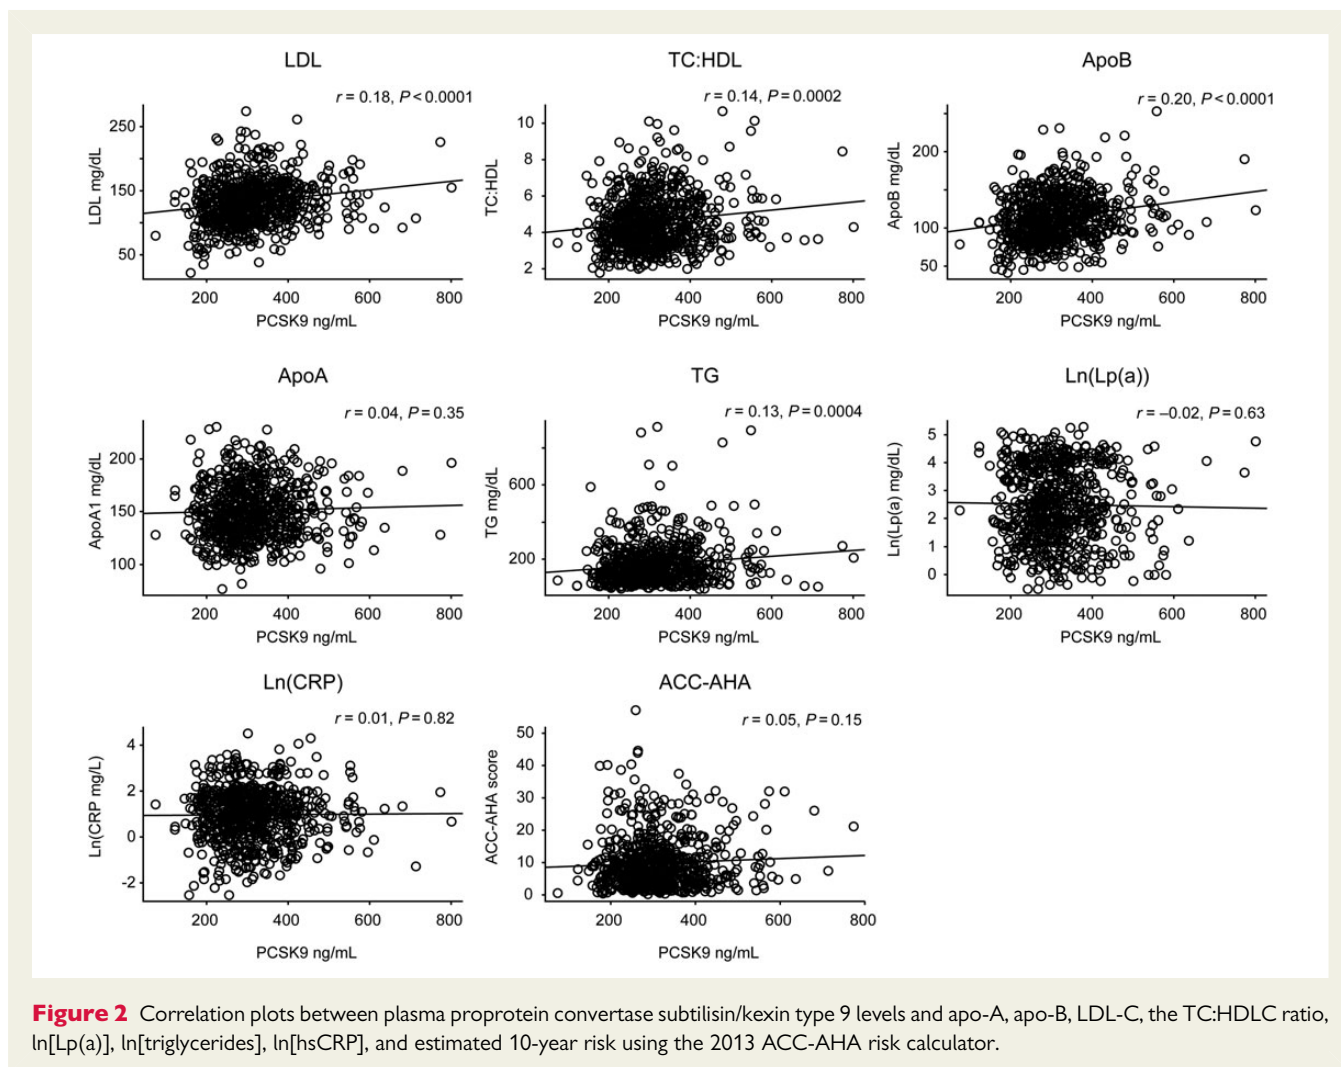 LDL
r = 0.18, P < 0.0001
LDL mg/dL
250
150
50
200 400 600 800
PCSK9 ng/mL
TC:HDL
r = 0.14, P = 0.0002
TC:HDL
10
8
6
4
2
200 400 600 800
PCSK9 ng/mL
ApoB
r = 0.20, P < 0.0001
ApoB mg/dL
200
100
50
200 400 600 800
PCSK9 ng/mL
ApoA
r = 0.04, P = 0.35
ApoA1 mg/dL
200
150
100
200 400 600 800
PCSK9 ng/mL
TG
r = 0.13, P = 0.0004
TG mg/dL
600
200
200 400 600 800
PCSK9 ng/mL
Ln(Lp(a))
r = –0.02, P = 0.63
Ln(Lp(a) mg/dL)
5
4
3
2
1
0
200 400 600 800
PCSK9 ng/mL
Ln(CRP)
r = 0.01, P = 0.82
Ln(CRP mg/L)
4
2
0
-2
200 400 600 800
PCSK9 ng/mL
ACC-AHA
r = 0.05, P = 0.15
ACC-AHA score
50
40
30
20
10
0
200 400 600 800
PCSK9 ng/mL
Figure 2 Correlation plots between plasma proprotein convertase subtilisin/kexin type 9 levels and apo-A, apo-B, LDL-C, the TC:HDLC ratio,
ln[Lp(a)], ln[triglycerides], ln[hsCRP], and estimated 10-year risk using the 2013 ACC-AHA risk calculator.